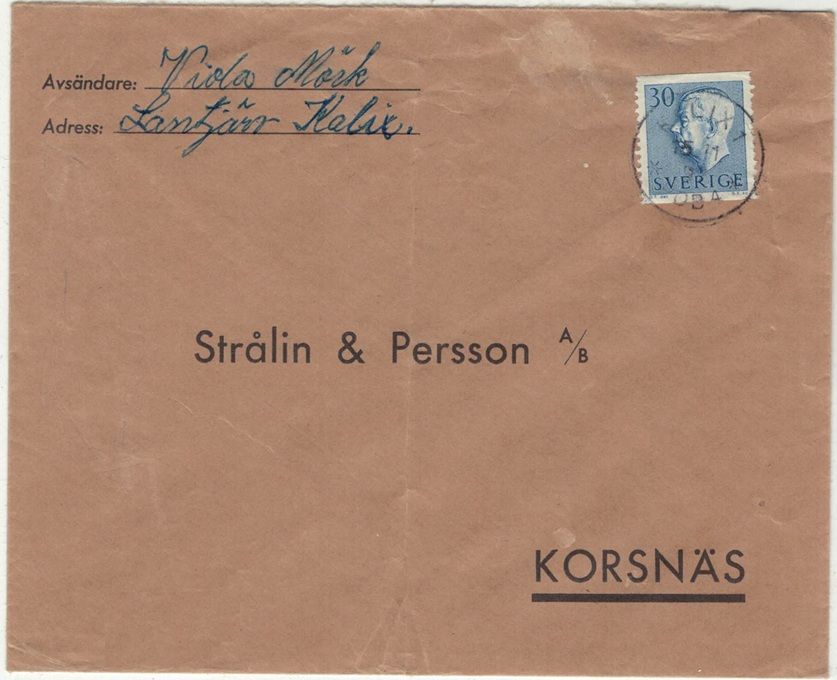 Avsändare: Viola Mörk
Adress: Lantjärv Kalix.
30
SVERIGE
Strålin & Persson A/B
KORSNÄS